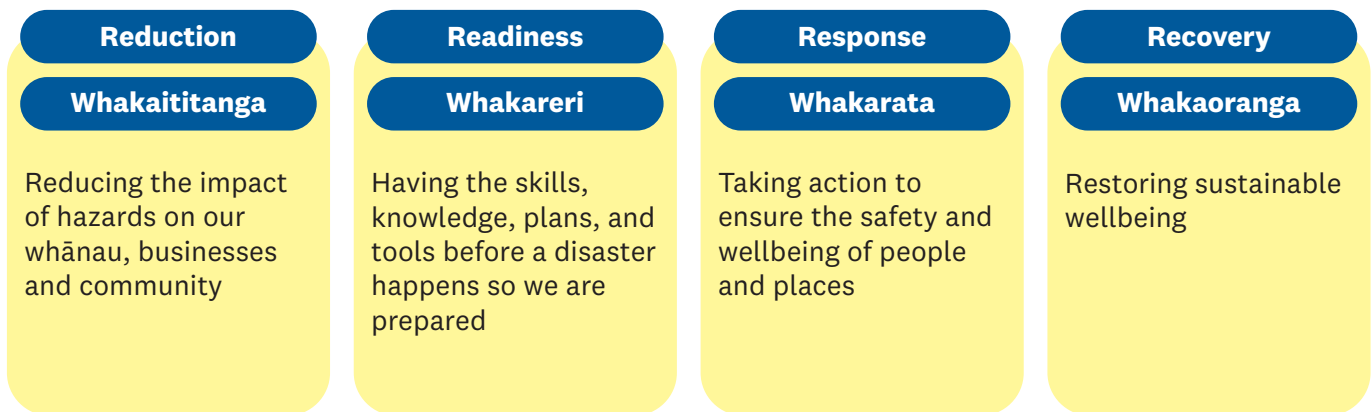 Reduction
Whakaititanga
Reducing the impact
of hazards on our
whānau, businesses
and community
Readiness
Whakareri
Having the skills,
knowledge, plans, and
tools before a disaster
happens so we are
prepared
Response
Whakarata
Taking action to
ensure the safety and
wellbeing of people
and places
Recovery
Whakaoranga
Restoring sustainable
wellbeing